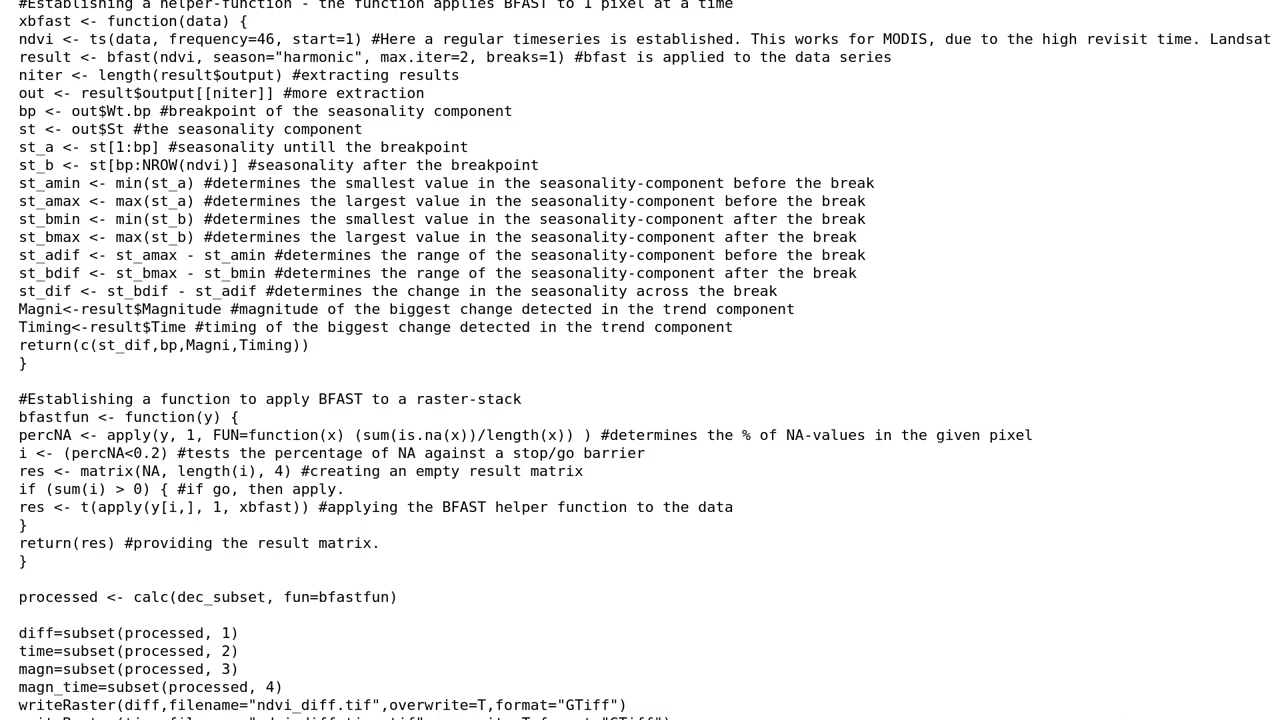 #Establishing a helper-function - the function applies BFAST to 1 pixel at a time
xbfast <- function(data) {
ndvi <- ts(data, frequency=46, start=1) #Here a regular timeseries is established. This works for MODIS, due to the high revisit time. Landsat
result <- bfast(ndvi, season="harmonic", max.iter=2, breaks=1) #bfast is applied to the data series
niter <- length(result$output) #extracting results
out <- result$output[[niter]] #more extraction
bp <- out$Wt.bp #breakpoint of the seasonality component
st <- out$St #the seasonality component
st_a <- st[1:bp] #seasonality untill the breakpoint
st_b <- st[bp:NROW(ndvi)] #seasonality after the breakpoint
st_amin <- min(st_a) #determines the smallest value in the seasonality-component before the break
st_amax <- max(st_a) #determines the largest value in the seasonality-component before the break
st_bmin <- min(st_b) #determines the smallest value in the seasonality-component after the break
st_bmax <- max(st_b) #determines the largest value in the seasonality-component after the break
st_adif <- st_amax - st_amin #determines the range of the seasonality-component before the break
st_bdif <- st_bmax - st_bmin #determines the range of the seasonality-component after the break
st_dif <- st_bdif - st_adif #determines the change in the seasonality across the break
Magni<-result$Magnitude #magnitude of the biggest change detected in the trend component
Timing<-result$Time #timing of the biggest change detected in the trend component
return(c(st_dif,bp,Magni,Timing))
}
#Establishing a function to apply BFAST to a raster-stack
bfastfun <- function(y) {
percNA <- apply(y, 1, FUN=function(x) (sum(is.na(x))/length(x)) ) #determines the % of NA-values in the given pixel
i <- (percNA<0.2) #tests the percentage of NA against a stop/go barrier
res <- matrix(NA, length(i), 4) #creating an empty result matrix
if (sum(i) > 0) { #if go, then apply.
res <- t(apply(y[i,], 1, xbfast)) #applying the BFAST helper function to the data
}
return(res) #providing the result matrix.
}
processed <- calc(dec_subset, fun=bfastfun)
diff=subset(processed, 1)
time=subset(processed, 2)
magn=subset(processed, 3)
magn_time=subset(processed, 4)
writeRaster(diff,filename="ndvi_diff.tif",overwrite=T,format="GTiff")